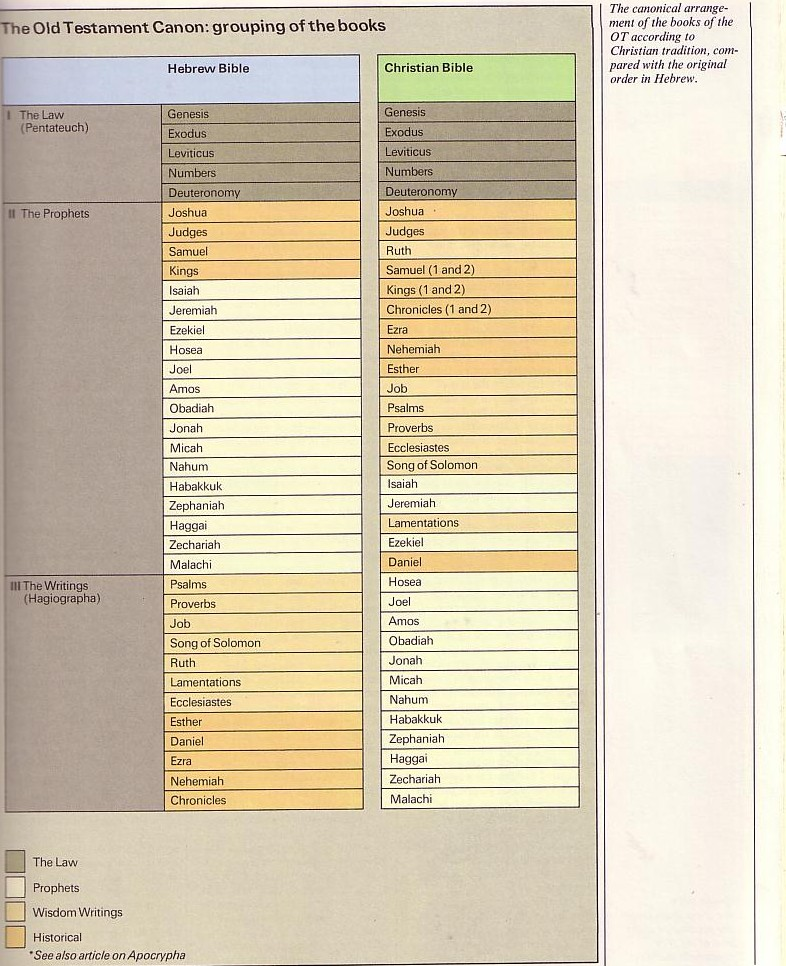 The Old Testament Canon: grouping of the books
Hebrew Bible
I The Law
(Pentateuch)
Genesis
Exodus
Leviticus
Numbers
Deuteronomy
II The Prophets
Joshua
Judges
Samuel
Kings
Isaiah
Jeremiah
Ezekiel
Hosea
Joel
Amos
Obadiah
Jonah
Micah
Nahum
Habakkuk
Zephaniah
Haggai
Zechariah
Malachi
III The Writings
(Hagiographa)
Psalms
Proverbs
Job
Song of Solomon
Ruth
Lamentations
Ecclesiastes
Esther
Daniel
Ezra
Nehemiah
Chronicles
Christian Bible
Genesis
Exodus
Leviticus
Numbers
Deuteronomy
Joshua
Judges
Ruth
Samuel (1 and 2)
Kings (1 and 2)
Chronicles (1 and 2)
Ezra
Nehemiah
Esther
Job
Psalms
Proverbs
Ecclesiastes
Song of Solomon
Isaiah
Jeremiah
Lamentations
Ezekiel
Daniel
Hosea
Joel
Amos
Obadiah
Jonah
Micah
Nahum
Habakkuk
Zephaniah
Haggai
Zechariah
Malachi
The Law
Prophets
Wisdom Writings
Historical
*See also article on Apocrypha
The canonical arrange-
ment of the books of the
OT according to
Christian tradition, com-
pared with the original
order in Hebrew.